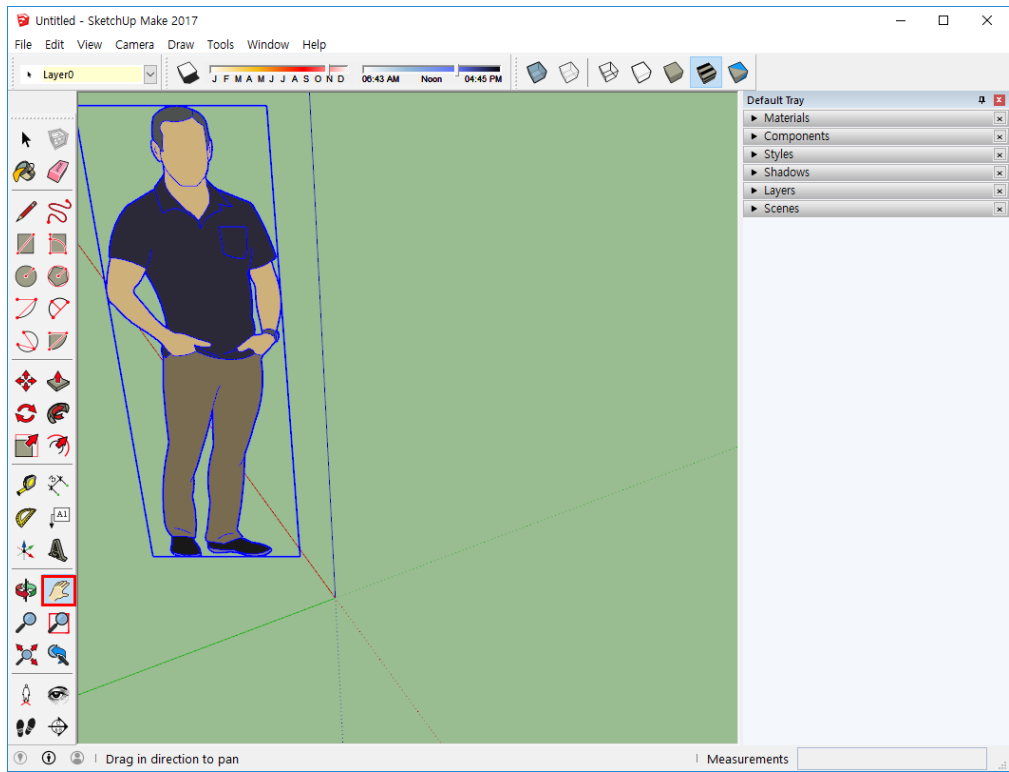 Untitled - SketchUp Make 2017
File Edit View Camera Draw Tools Window Help
Layer0
J F M A M J J A S O N D
06:43 AM Noon 04:45 PM
Default Tray
Materials
Components
Styles
Shadows
Layers
Scenes
A1
Drag in direction to pan
Measurements